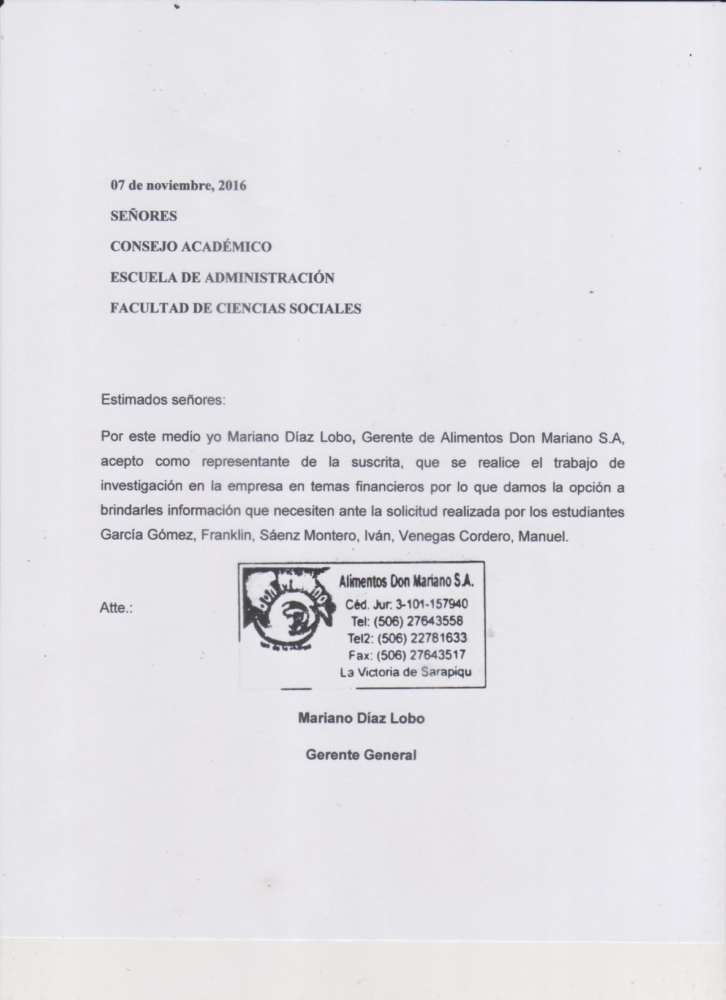 07 de noviembre, 2016
SEÑORES
CONSEJO ACADÉMICO
ESCUELA DE ADMINISTRACIÓN
FACULTAD DE CIENCIAS SOCIALES
Estimados señores:
Por este medio yo Mariano Díaz Lobo, Gerente de Alimentos Don Mariano S.A,
acepto como representante de la suscrita, que se realice el trabajo de
investigación en la empresa en temas financieros por lo que damos la opción a
brindarles información que necesiten ante la solicitud realizada por los estudiantes
García Gómez, Franklin, Sáenz Montero, Iván, Venegas Cordero, Manuel.
Atte.:
Alimentos Don Mariano S.A.
Céd. Jur: 3-101-157940
Tel: (506) 27643558
Tel2: (506) 22781633
Fax: (506) 27643517
La Victoria de Sarapiqu
Mariano Díaz Lobo
Gerente General